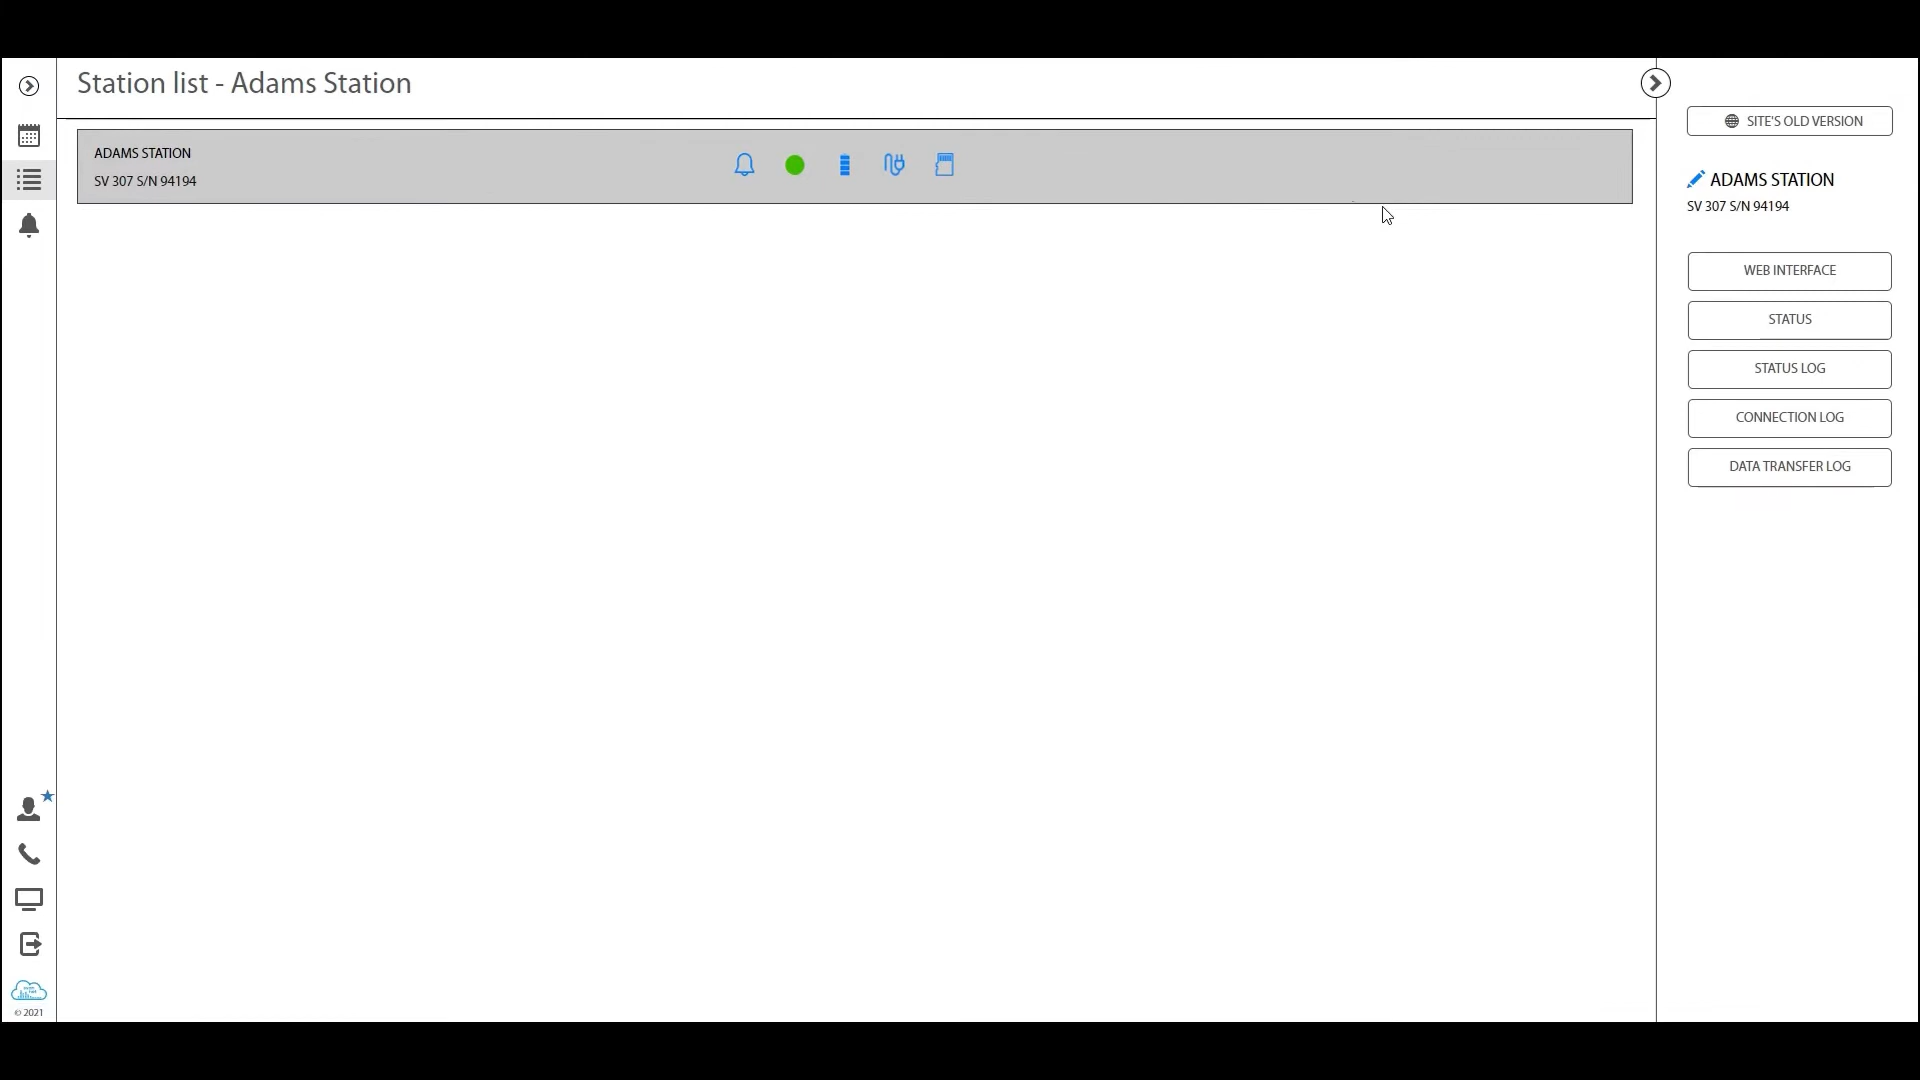 Station list - Adams Station
ADAMS STATION
SV 307 S/N 94194
SITE'S OLD VERSION
ADAMS STATION
SV 307 S/N 94194
WEB INTERFACE
STATUS
STATUS LOG
CONNECTION LOG
DATA TRANSFER LOG
© 2021